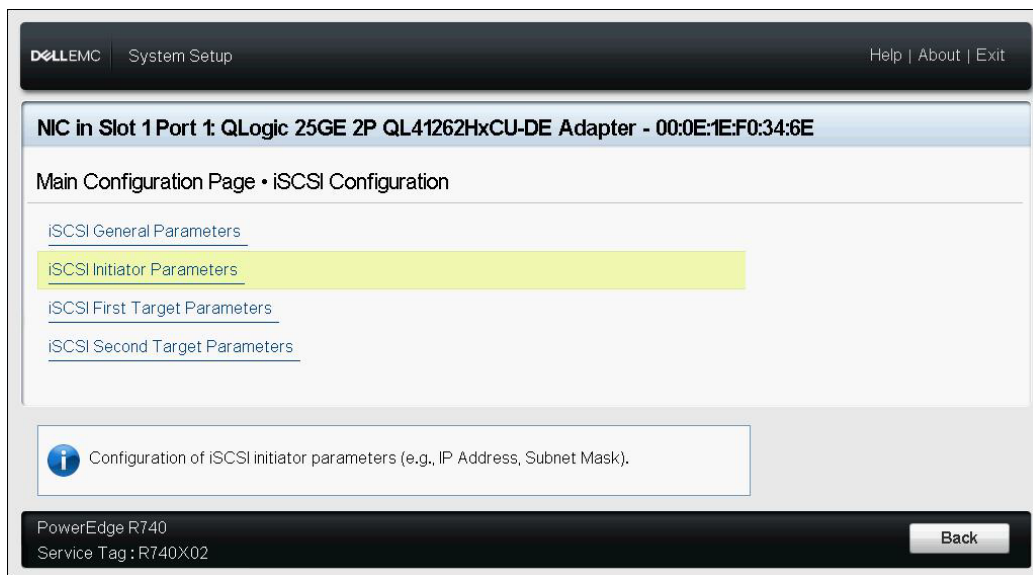 DELLEMC System Setup
Help | About | Exit
NIC in Slot 1 Port 1: QLogic 25GE 2P QL41262HxCU-DE Adapter - 00:0E:1E:F0:34:6E
Main Configuration Page • iSCSI Configuration
iSCSI General Parameters
iSCSI Initiator Parameters
iSCSI First Target Parameters
iSCSI Second Target Parameters
Configuration of iSCSI initiator parameters (e.g., IP Address, Subnet Mask).
PowerEdge R740
Service Tag : R740X02
Back